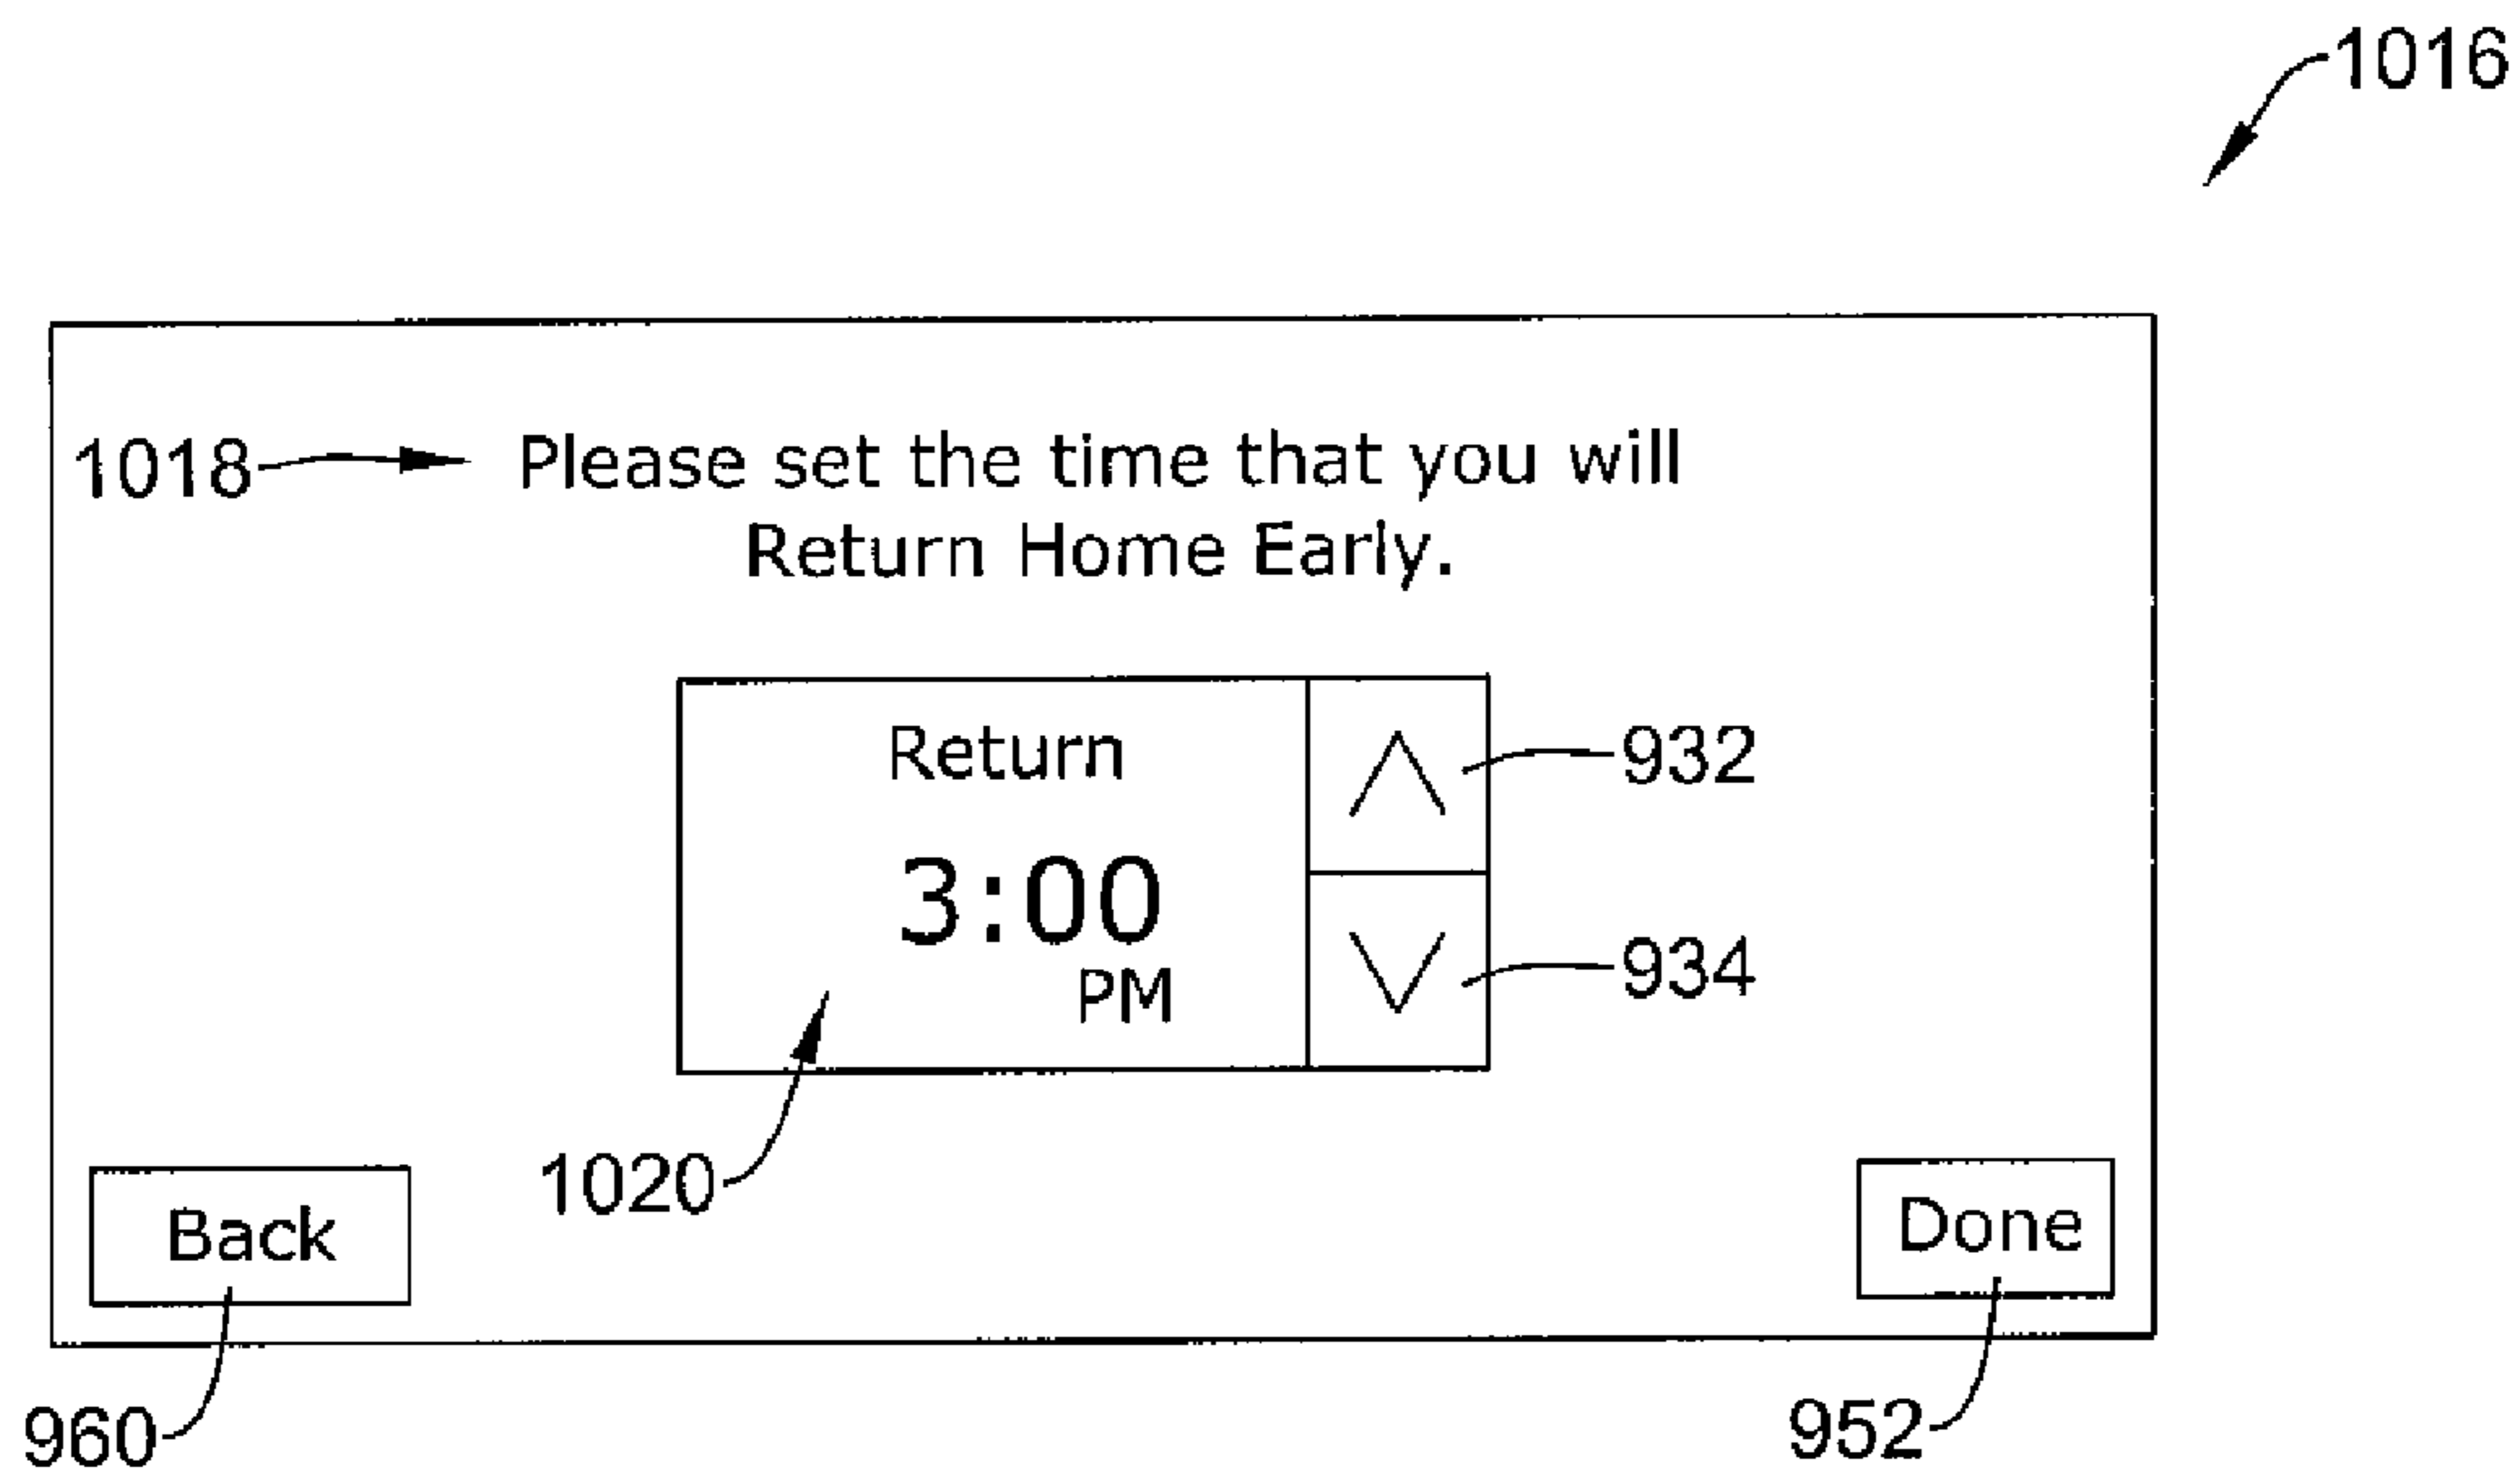 1016
1018 Please set the time that you will
Return Home Early.
Return
932
3:00
934
PM
1020
Back
Done
960
952